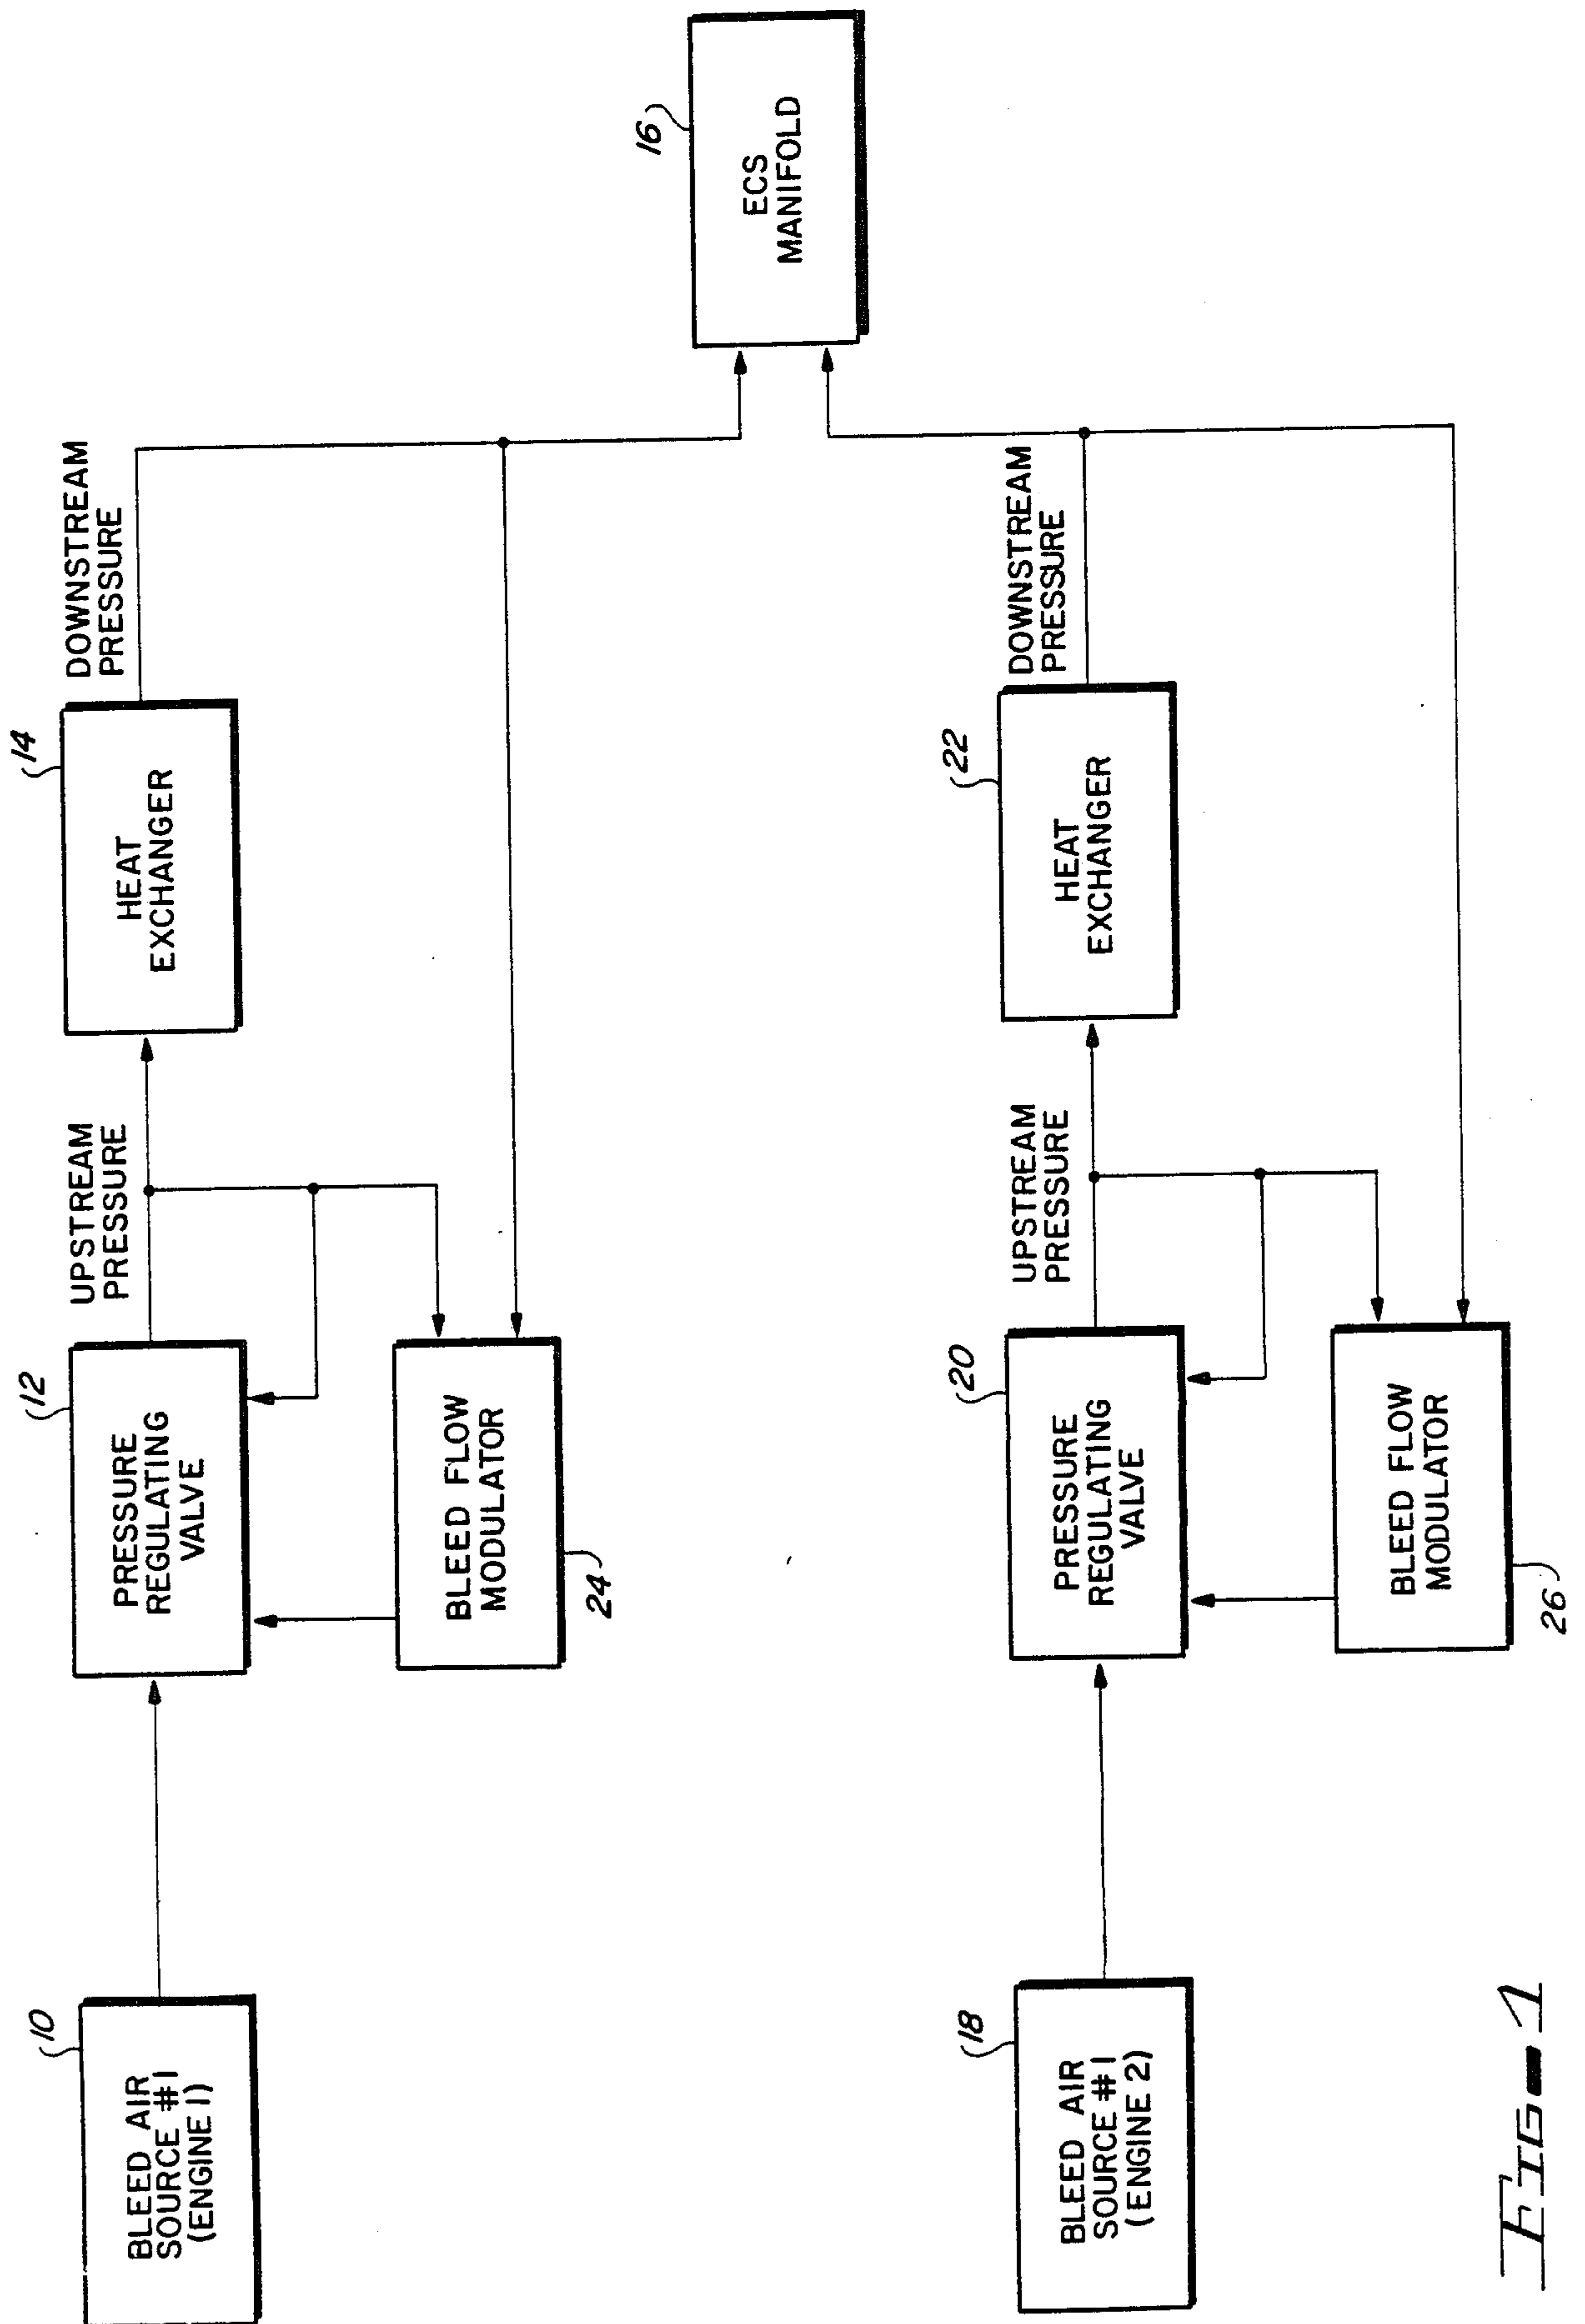 10
BLEED AIR
SOURCE #1
(ENGINE 1)
12
PRESSURE
REGULATING
VALVE
UPSTREAM
PRESSURE
14
HEAT
EXCHANGER
DOWNSTREAM
PRESSURE
BLEED FLOW
MODULATOR
24
16
ECS
MANIFOLD
18
BLEED AIR
SOURCE #1
(ENGINE 2)
20
PRESSURE
REGULATING
VALVE
UPSTREAM
PRESSURE
22
HEAT
EXCHANGER
DOWNSTREAM
PRESSURE
BLEED FLOW
MODULATOR
26
FIG-1